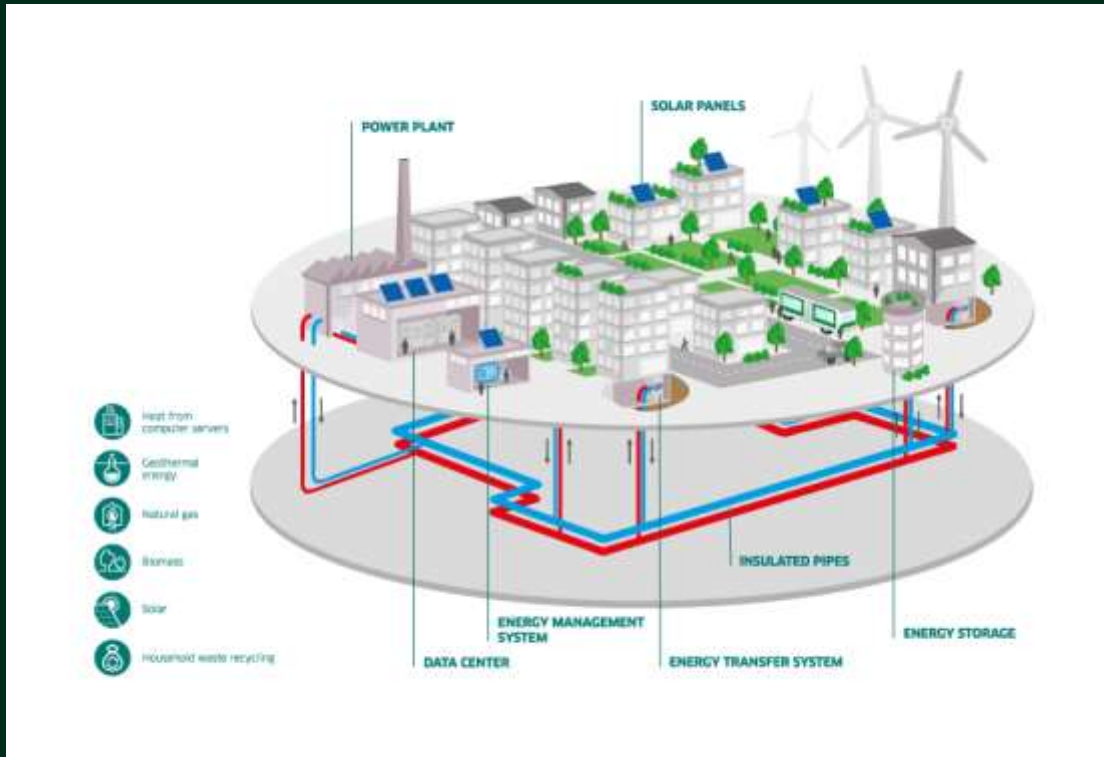 SOLAR PANELS
POWER PLANT
Heat from
computer servers
Geothermal
energy
Natural gas
Biomass
Solar
Household waste recycling
INSULATED PIPES
ENERGY MANAGEMENT
SYSTEM
ENERGY STORAGE
DATA CENTER
ENERGY TRANSFER SYSTEM